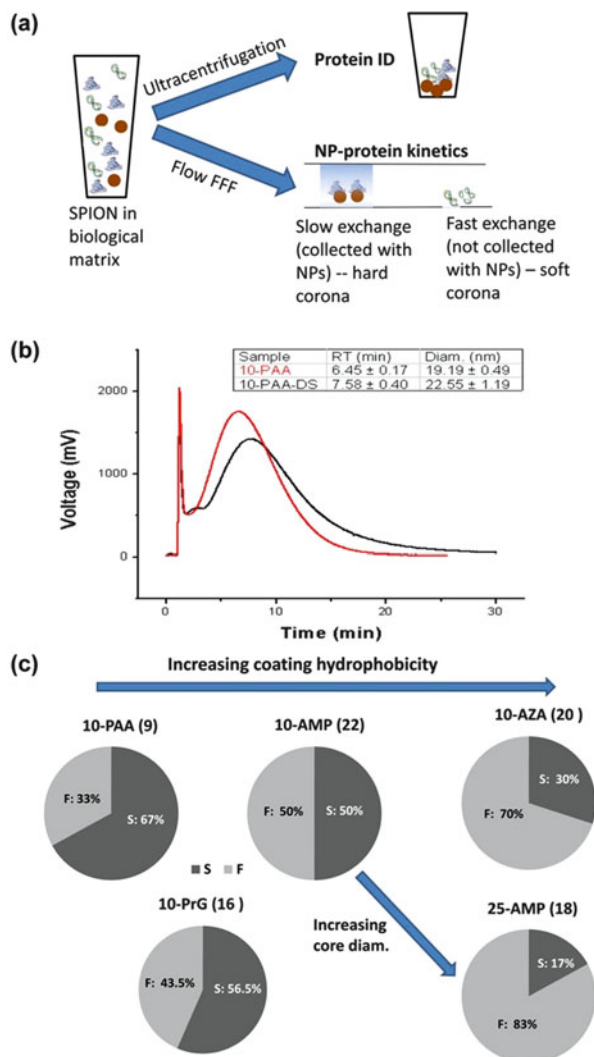 (a)
Ultracentrifugation
Protein ID
Flow FFF
NP-protein kinetics
SPION in
biological
matrix
Slow exchange
(collected with
NPs) -- hard
corona
Fast exchange
(not collected
with NPs) – soft
corona
(b)
Sample RT (min) Diam. (nm)
10-PAA 6.45 ± 0.17 19.19 ± 0.49
10-PAA-DS 7.58 ± 0.40 22.55 ± 1.19
Voltage (mV)
2000
1000
0
0 10 20 30
Time (min)
(c)
Increasing coating hydrophobicity
10-PAA (9)
F: 33%
S: 67%
10-AMP (22)
F: 50%
S: 50%
10-AZA (20 )
S: 30%
F: 70%
S F
10-PrG (16 )
F: 43.5%
S: 56.5%
Increasing
core diam.
25-AMP (18)
S: 17%
F: 83%